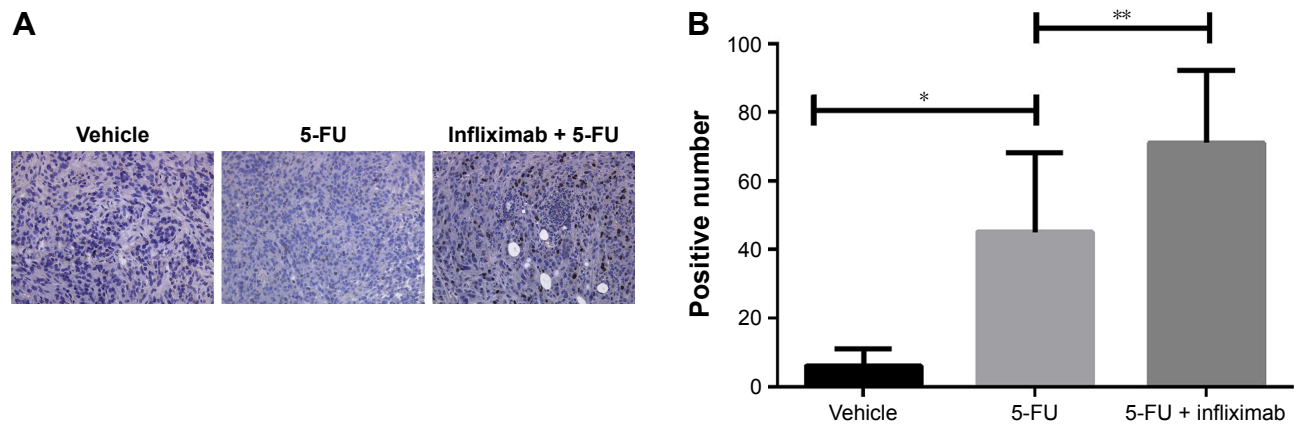 A
Vehicle
5-FU
Infliximab + 5-FU
B
**
*
Positive number
100
80
60
40
20
0
Vehicle
5-FU
5-FU + infliximab